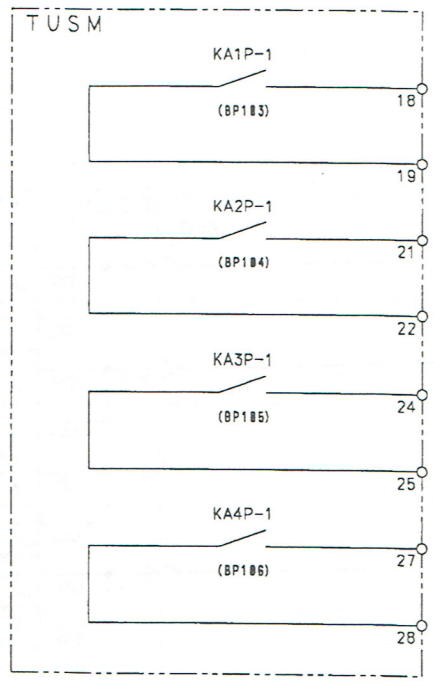 TUSM
KA1P-1
18
(BP103)
19
KA2P-1
21
(BP104)
22
KA3P-1
24
(BP105)
25
KA4P-1
27
(BP106)
28